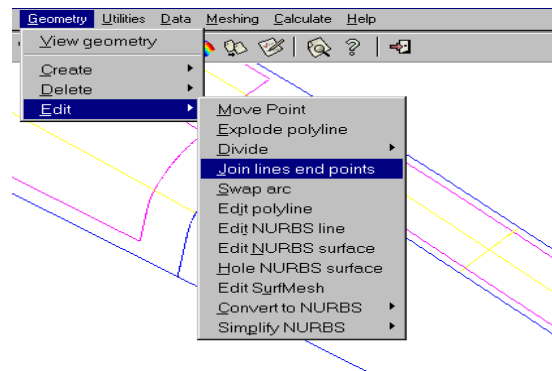 Geometry Utilities Data Meshing Calculate Help
View geometry
Create
Delete
Edit
Move Point
Explode polyline
Divide
Join lines end points
Swap arc
Edit polyline
Edit NURBS line
Edit NURBS surface
Hole NURBS surface
Edit SurfMesh
Convert to NURBS
Simplify NURBS